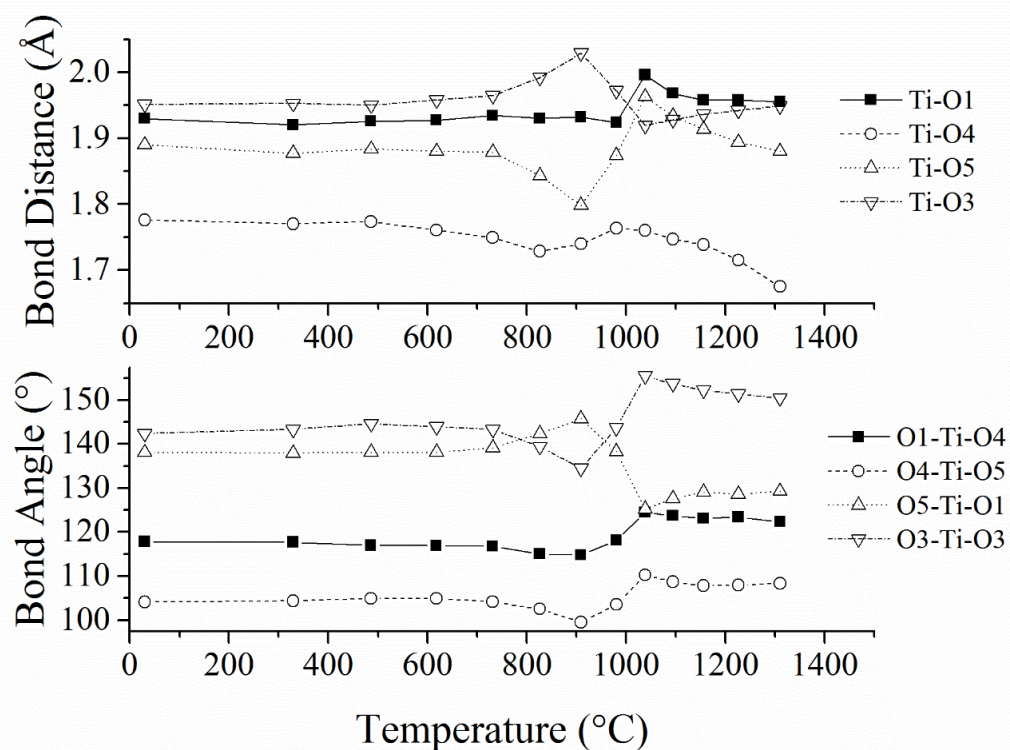 Bond Distance (Å)
2.0
1.9
1.8
1.7
0 200 400 600 800 1000 1200 1400
Ti-O1
Ti-O4
Ti-O5
Ti-O3
Bond Angle (°)
150
140
130
120
110
100
0 200 400 600 800 1000 1200 1400
O1-Ti-O4
O4-Ti-O5
O5-Ti-O1
O3-Ti-O3
Temperature (°C)